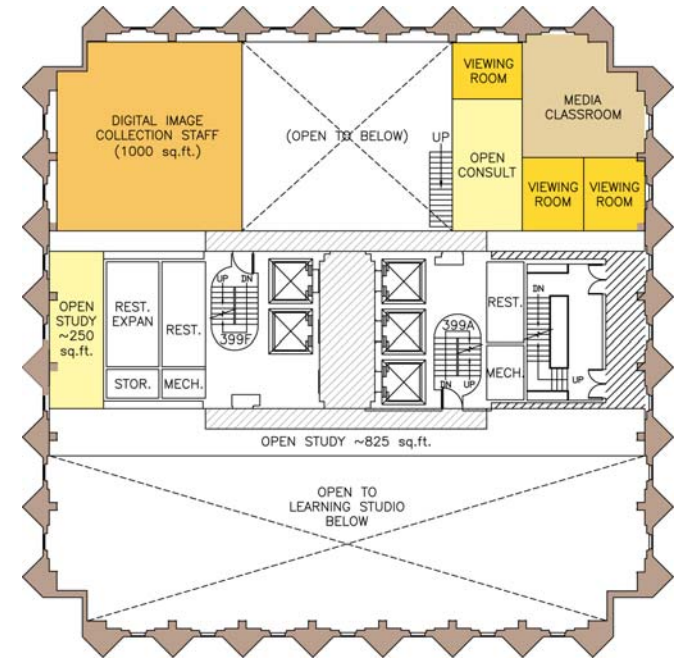 DIGITAL IMAGE
COLLECTION STAFF
(1000 sq.ft.)
(OPEN TO BELOW)
UP
VIEWING
ROOM
MEDIA
CLASSROOM
OPEN
CONSULT
VIEWING
ROOM
VIEWING
ROOM
OPEN
STUDY
~250
sq.ft.
REST.
EXPAN
REST.
STOR.
MECH.
UP DN
399F
399A
DN UP
REST.
MECH.
DN
UP
OPEN STUDY ~825 sq.ft.
OPEN TO
LEARNING STUDIO
BELOW